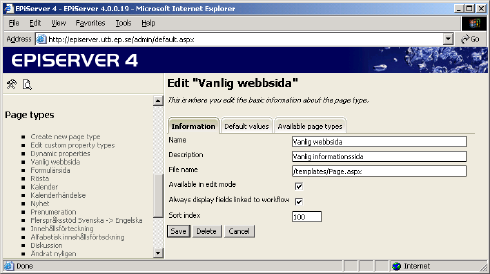 EPiServer 4 - EPiServer 4.0.0.19 - Microsoft Internet Explorer
File Edit View Favorites Tools Help
Address http://episerver.utb.ep.se/admin/default.aspx Go
EPISERVER 4
Page types
Create new page type
Edit custom property types
Dynamic properties
Vanlig webbsida
Formulärsida
Rösta
Kalender
Kalenderhändelse
Nyhet
Prenumeration
Flerspråksstöd Svenska -> Engelska
Innehållsförteckning
Alfabetisk innehållsförteckning
Diskussion
Ändrat nyligen
Edit "Vanlig webbsida"
This is where you edit the basic information about the page type.
Information Default values Available page types
Name Vanlig webbsida
Description Vanlig informationssida
File name /templates/Page.aspx
Available in edit mode
Always display fields linked to workflow
Sort index 100
Save Delete Cancel
Done Internet